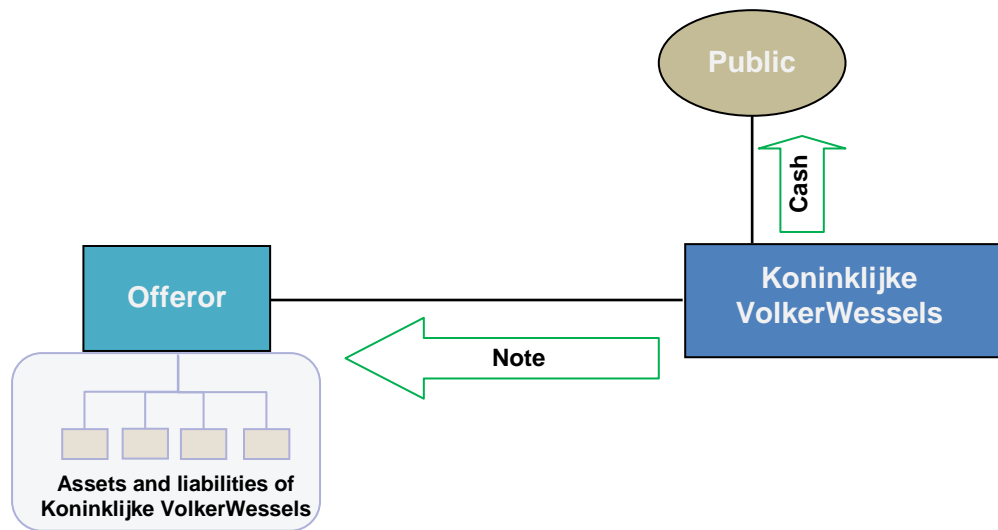 Public
Cash
Offeror
Koninklijke
VolkerWessels
Note
Assets and liabilities of
Koninklijke VolkerWessels